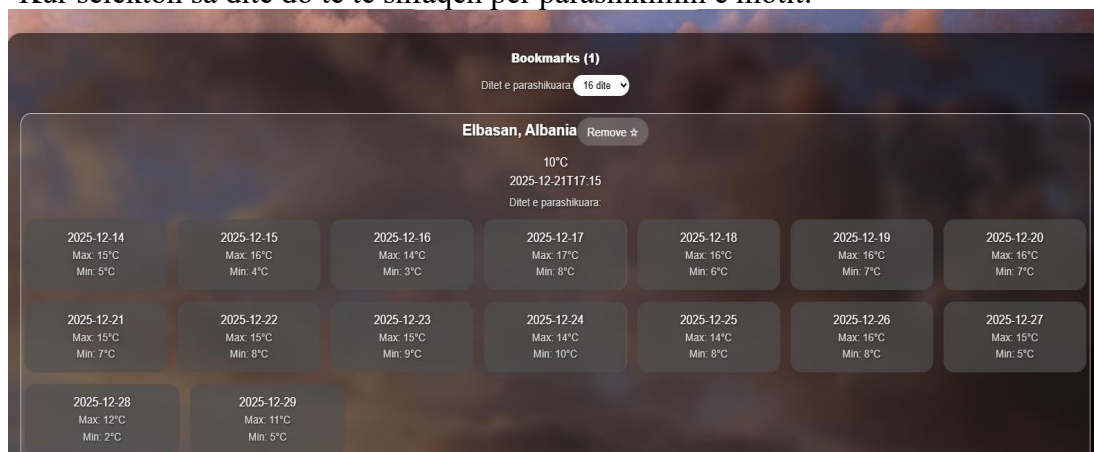 Kur selekton sa dite do te te shfaqen per parashikimin e motit:
Bookmarks (1)
Ditet e parashikuara: 16 dite
Elbasan, Albania Remove ☆
10°C
2025-12-21T17:15
Ditet e parashikuara:
2025-12-14 2025-12-15 2025-12-16 2025-12-17 2025-12-18 2025-12-19 2025-12-20
Max: 15°C Max: 16°C Max: 14°C Max: 17°C Max: 16°C Max: 16°C Max: 16°C
Min: 5°C Min: 4°C Min: 3°C Min: 8°C Min: 6°C Min: 7°C Min: 7°C
2025-12-21 2025-12-22 2025-12-23 2025-12-24 2025-12-25 2025-12-26 2025-12-27
Max: 15°C Max: 15°C Max: 15°C Max: 14°C Max: 14°C Max: 16°C Max: 15°C
Min: 7°C Min: 8°C Min: 9°C Min: 10°C Min: 8°C Min: 8°C Min: 5°C
2025-12-28 2025-12-29
Max: 12°C Max: 11°C
Min: 2°C Min: 5°C